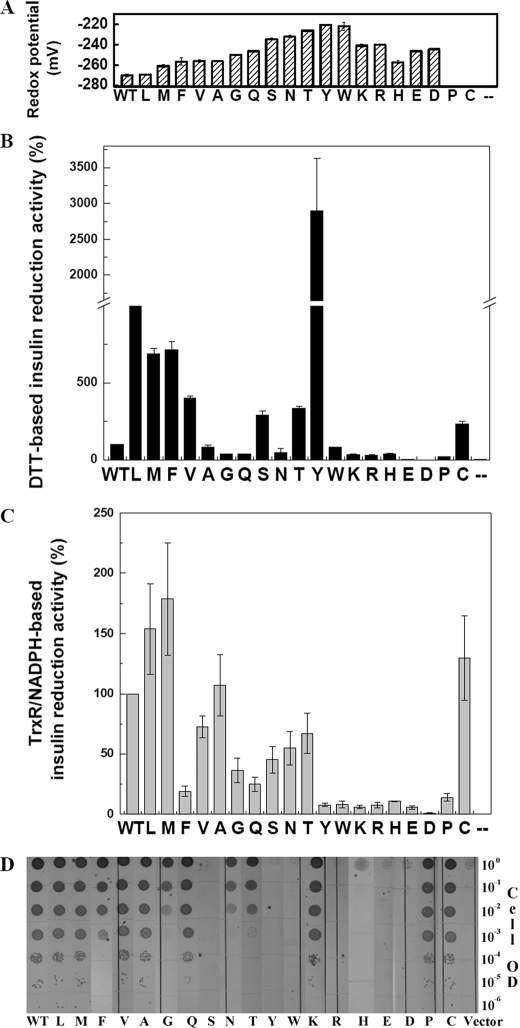 A
Redox potential
(mV)
-220
-240
-260
-280
WT L M F V A G Q S N T Y W K R H E D P C --
B
DTT-based insulin reduction activity (%)
3500
3000
2500
2000
500
0
WT L M F V A G Q S N T Y W K R H E D P C --
C
TrxR/NADPH-based
insulin reduction activity (%)
250
200
150
100
50
0
WT L M F V A G Q S N T Y W K R H E D P C --
D
10⁰
10⁻¹
10⁻²
10⁻³
10⁻⁴
10⁻⁵
10⁻⁶
Cell OD
WT L M F V A G Q S N T Y W K R H E D P C Vector